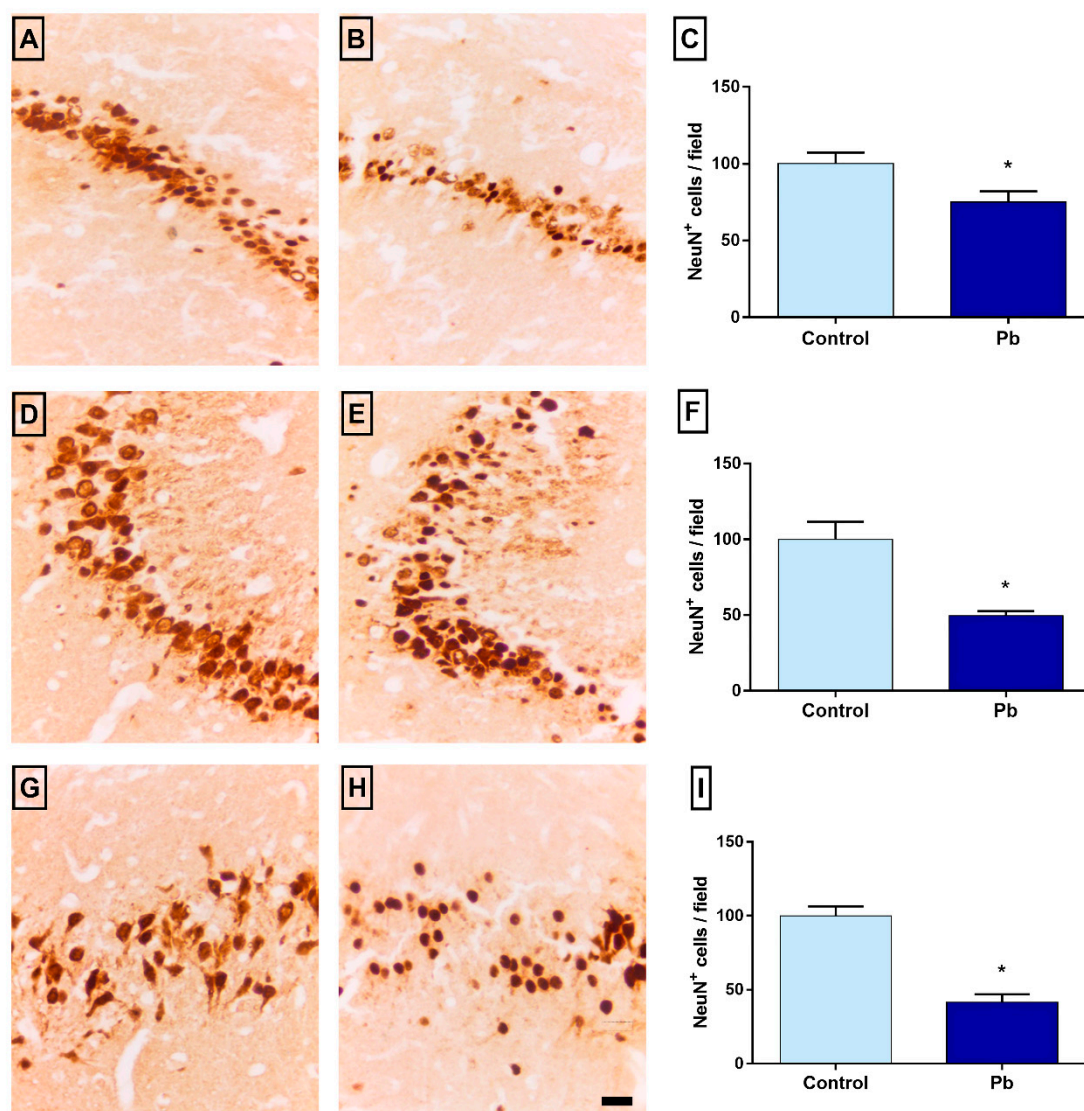 A
B
C
150
100
50
0
NeuN⁺ cells / field
*
Control
Pb
D
E
F
150
100
50
0
NeuN⁺ cells / field
*
Control
Pb
G
H
I
150
100
50
0
NeuN⁺ cells / field
*
Control
Pb